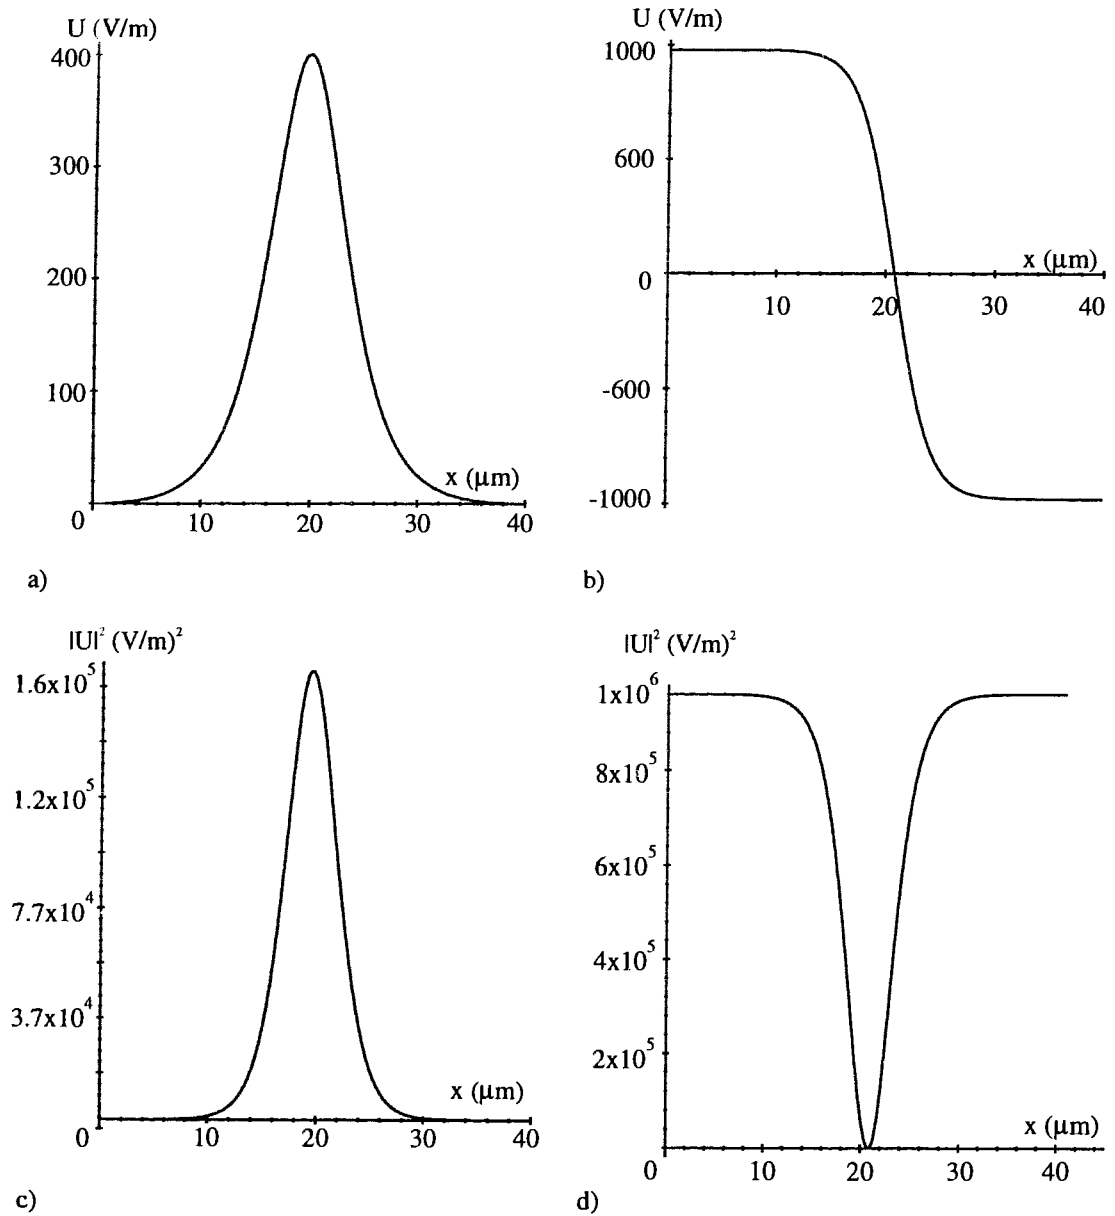 U (V/m)
400
300
200
100
0
10
20
30
40
x (μm)
a)
U (V/m)
1000
600
0
-600
-1000
10
20
30
40
x (μm)
b)
|U|² (V/m)²
1.6x10⁵
1.2x10⁵
7.7x10⁴
3.7x10⁴
0
10
20
30
40
x (μm)
c)
|U|² (V/m)²
1x10⁶
8x10⁵
6x10⁵
4x10⁵
2x10⁵
0
10
20
30
40
x (μm)
d)